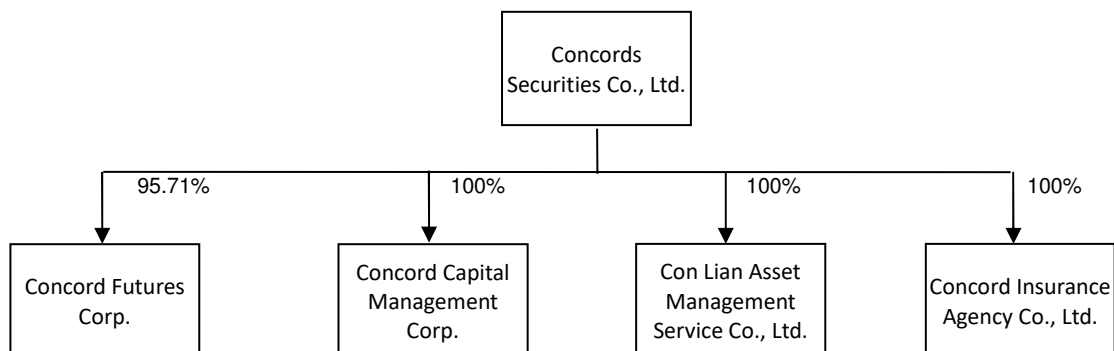 Concords
Securities Co., Ltd.
95.71%
100%
100%
100%
Concord Futures
Corp.
Concord Capital
Management
Corp.
Con Lian Asset
Management
Service Co., Ltd.
Concord Insurance
Agency Co., Ltd.